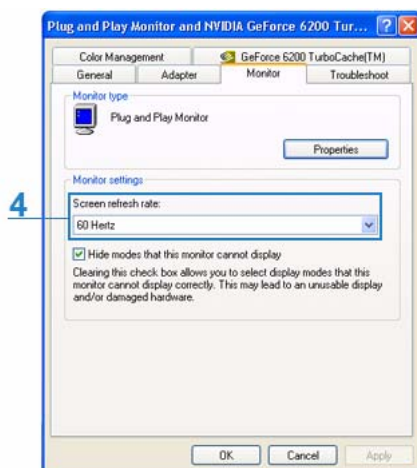 Plug and Play Monitor and NVIDIA GeForce 6200 Tur... ?
Color Management GeForce 6200 TurboCache(TM)
General Adapter Monitor Troubleshoot
Monitor type
Plug and Play Monitor
Properties
Monitor settings
4
Screen refresh rate:
60 Hertz
Hide modes that this monitor cannot display
Clearing this check box allows you to select display modes that this
monitor cannot display correctly. This may lead to an unusable display
and/or damaged hardware.
OK Cancel Apply